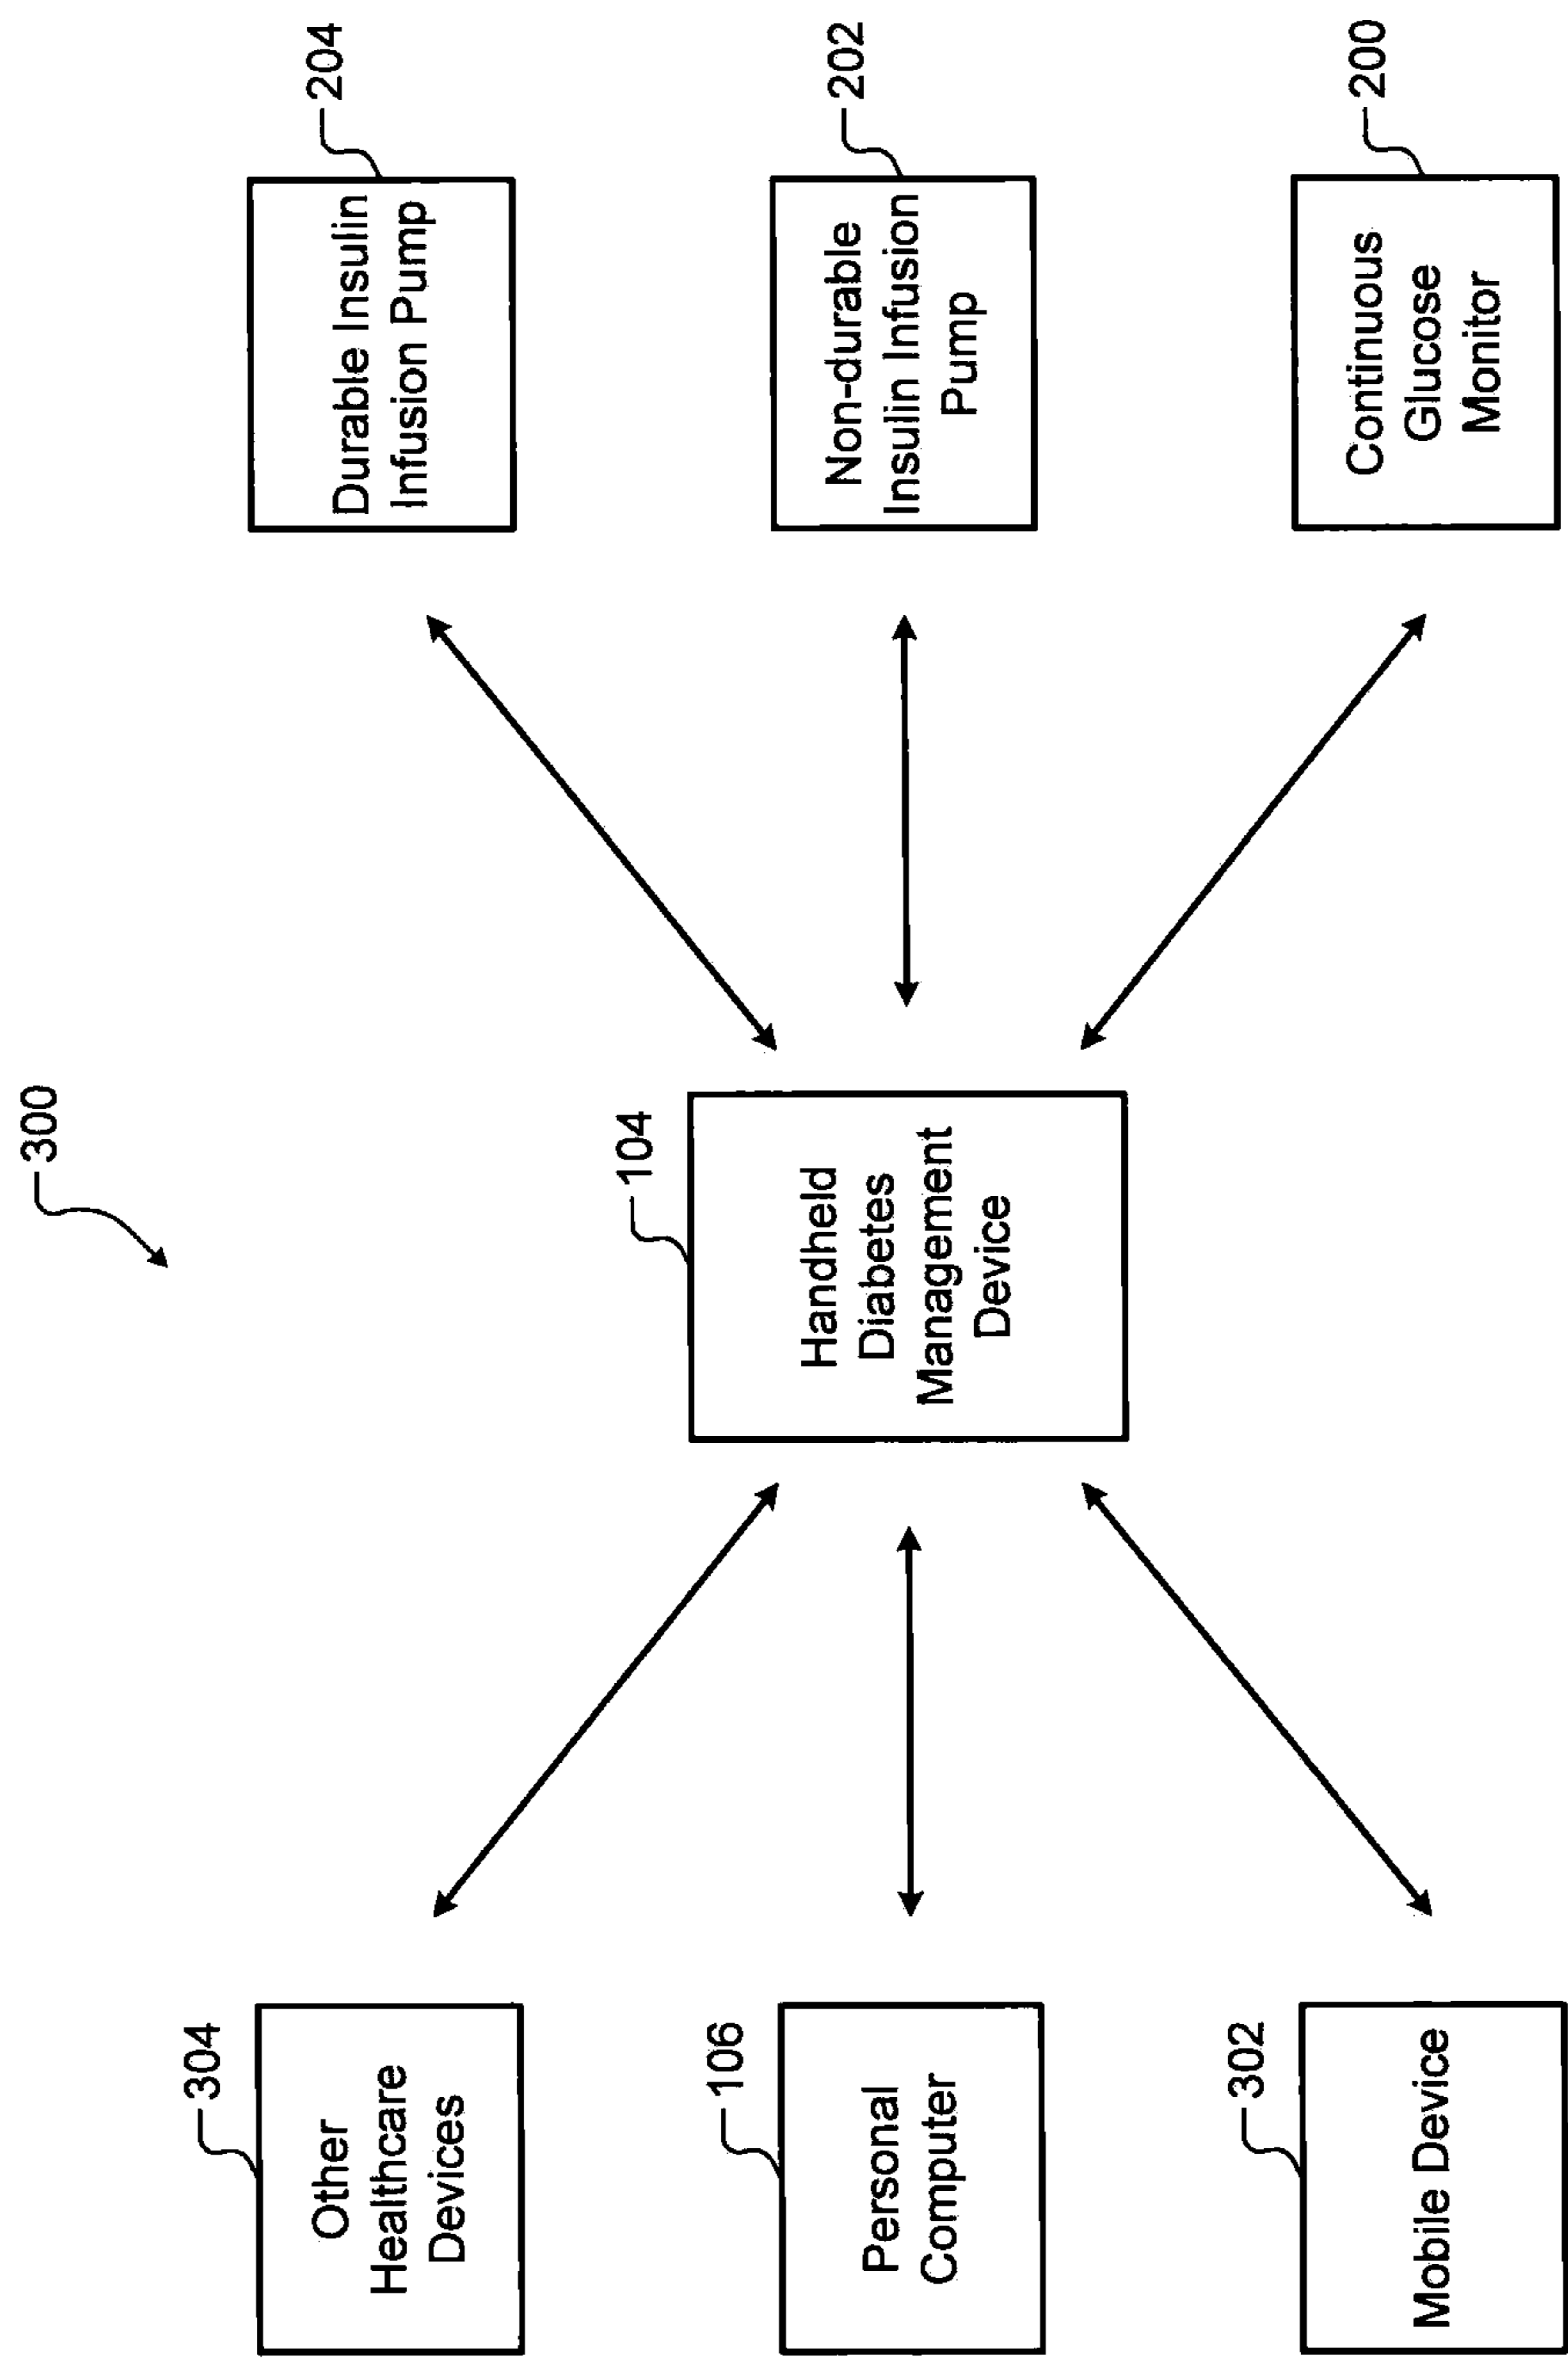 300
304
Other
Healthcare
Devices
104
Handheld
Diabetes
Management
Device
204
Durable Insulin
Infusion Pump
106
Personal
Computer
202
Non-durable
Insulin Infusion
Pump
302
Mobile Device
200
Continuous
Glucose
Monitor